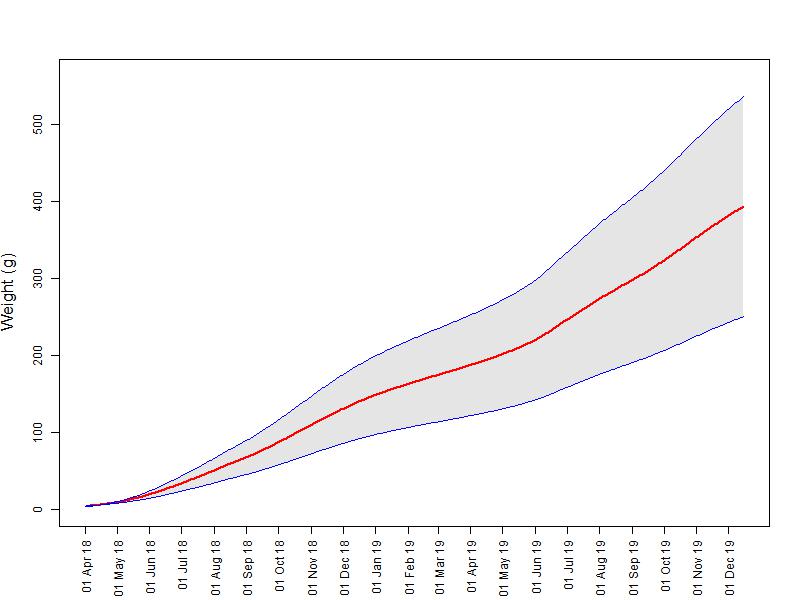 Weight (g)
500
400
300
200
100
0
01 Apr 18
01 May 18
01 Jun 18
01 Jul 18
01 Aug 18
01 Sep 18
01 Oct 18
01 Nov 18
01 Dec 18
01 Jan 19
01 Feb 19
01 Mar 19
01 Apr 19
01 May 19
01 Jun 19
01 Jul 19
01 Aug 19
01 Sep 19
01 Oct 19
01 Nov 19
01 Dec 19